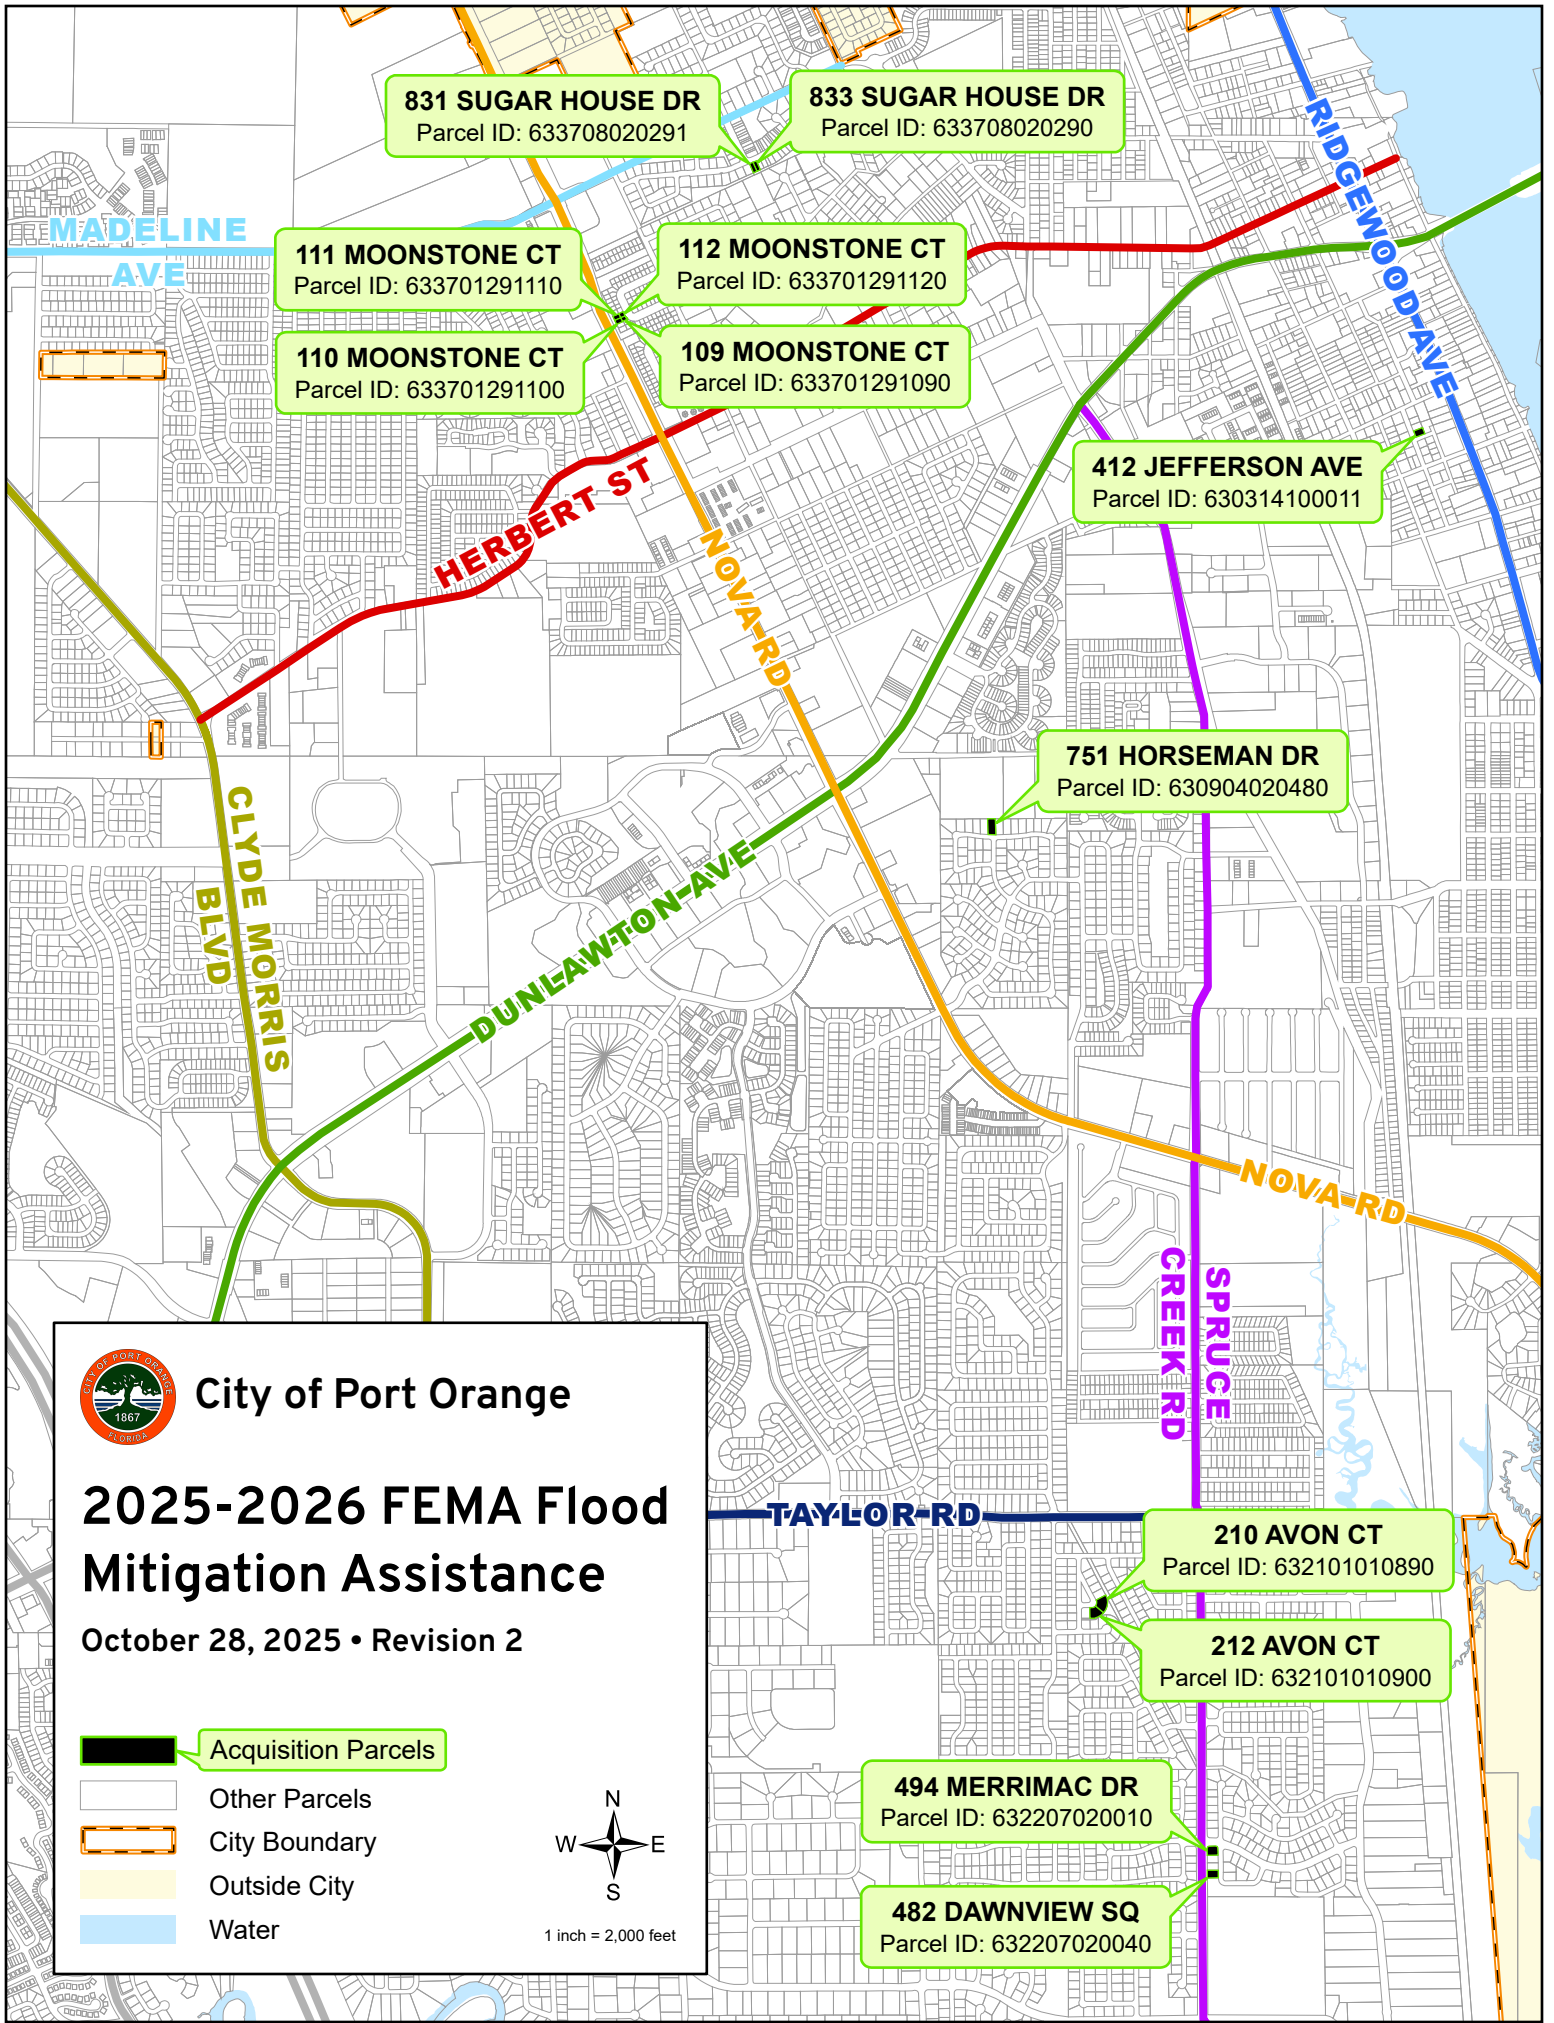 831 SUGAR HOUSE DR
Parcel ID: 633708020291
833 SUGAR HOUSE DR
Parcel ID: 633708020290
RIDGEWOOD AVE
MADELINE
AVE
111 MOONSTONE CT
Parcel ID: 633701291110
112 MOONSTONE CT
Parcel ID: 633701291120
110 MOONSTONE CT
Parcel ID: 633701291100
109 MOONSTONE CT
Parcel ID: 633701291090
412 JEFFERSON AVE
Parcel ID: 630314100011
HERBERT ST
NOVA RD
751 HORSEMAN DR
Parcel ID: 630904020480
CLYDE MORRIS
BLVD
DUNLAWTON AVE
NOVA RD
SPRUCE
CREEK RD
CITY OF PORT ORANGE
1867
FLORIDA
City of Port Orange
2025-2026 FEMA Flood
Mitigation Assistance
October 28, 2025 • Revision 2
TAYLOR RD
210 AVON CT
Parcel ID: 632101010890
212 AVON CT
Parcel ID: 632101010900
Acquisition Parcels
Other Parcels
City Boundary
Outside City
Water
N
W
E
S
1 inch = 2,000 feet
494 MERRIMAC DR
Parcel ID: 632207020010
482 DAWNVIEW SQ
Parcel ID: 632207020040